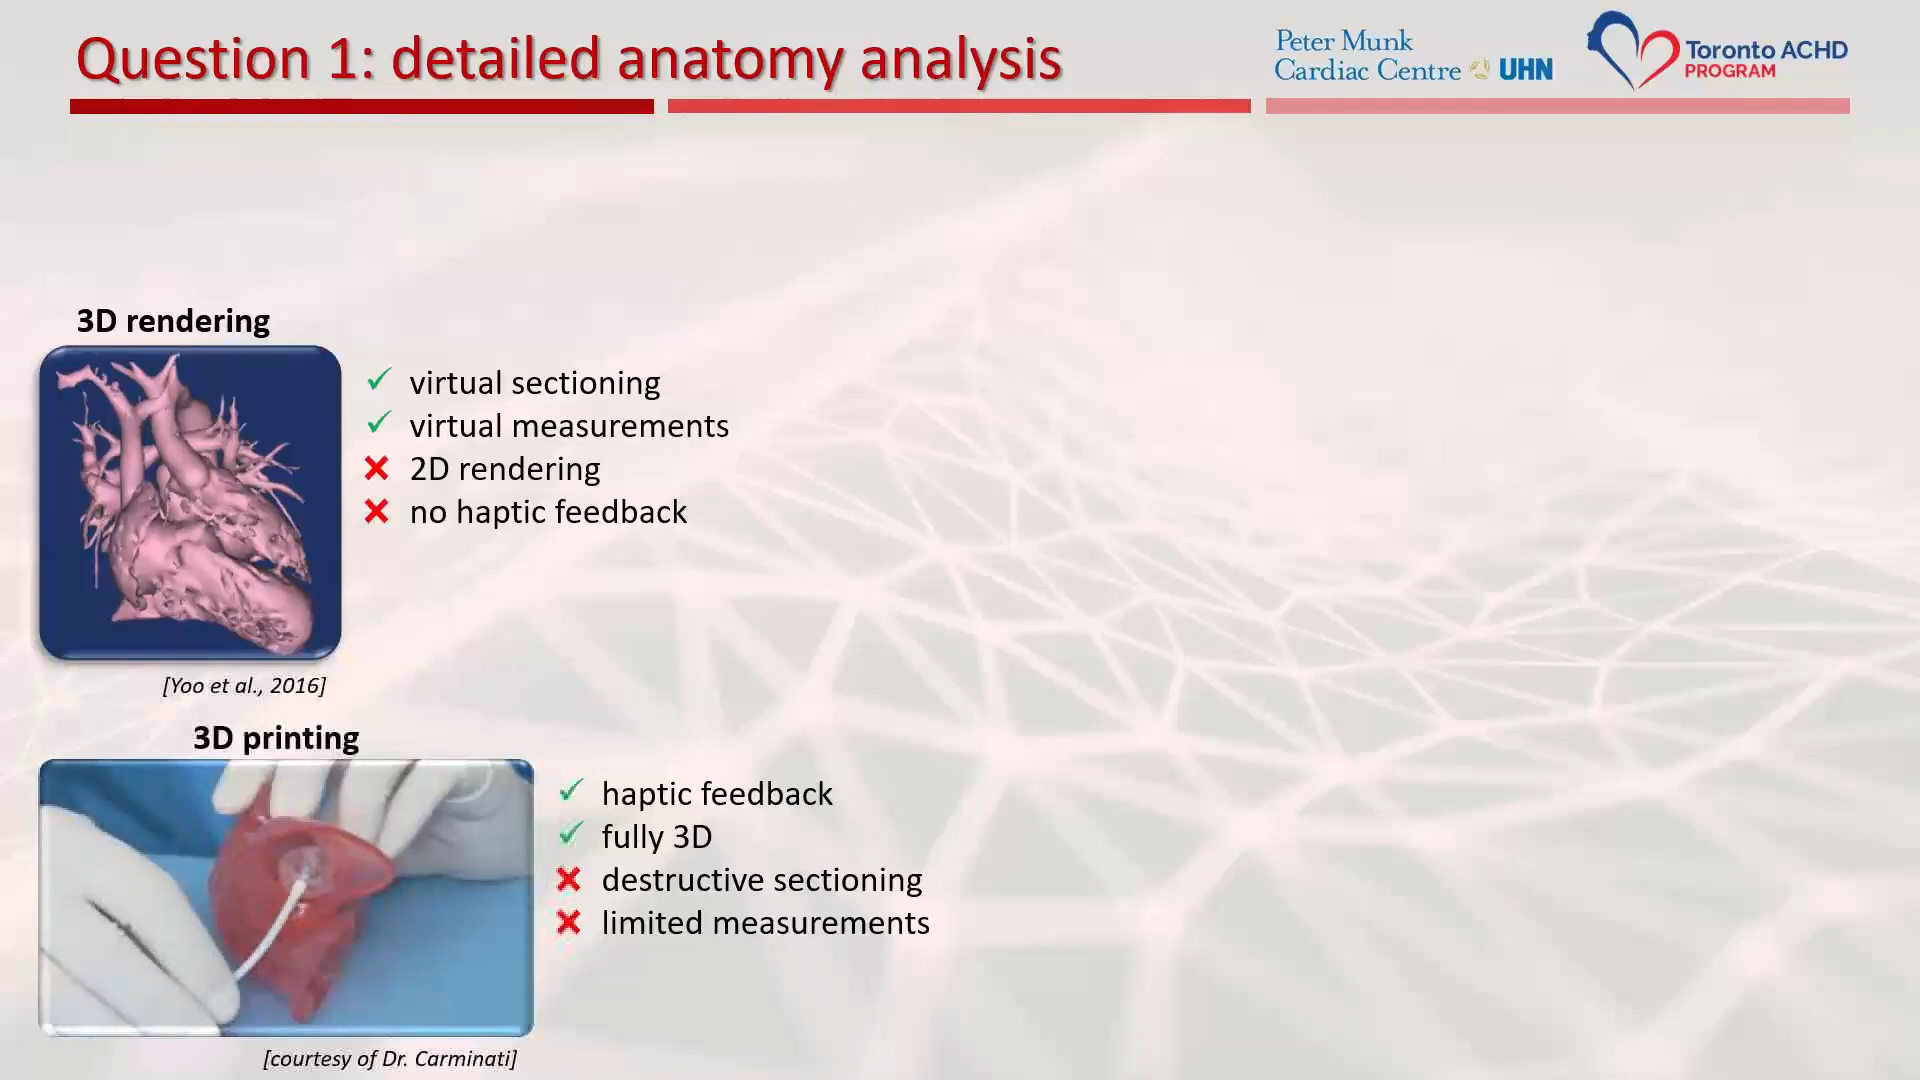 Question 1: detailed anatomy analysis
Peter Munk
Cardiac Centre UHN
Toronto ACHD
PROGRAM
3D rendering
virtual sectioning
virtual measurements
2D rendering
no haptic feedback
[Yoo et al., 2016]
3D printing
haptic feedback
fully 3D
destructive sectioning
limited measurements
[courtesy of Dr. Carminati]